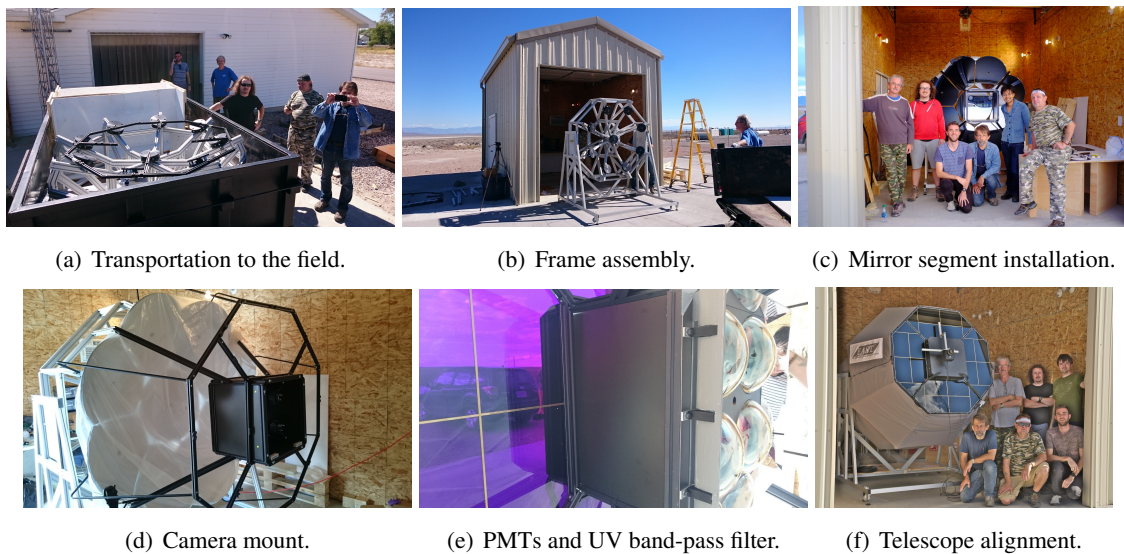 (a) Transportation to the field.
(b) Frame assembly.
(c) Mirror segment installation.
(d) Camera mount.
(e) PMTs and UV band-pass filter.
(f) Telescope alignment.